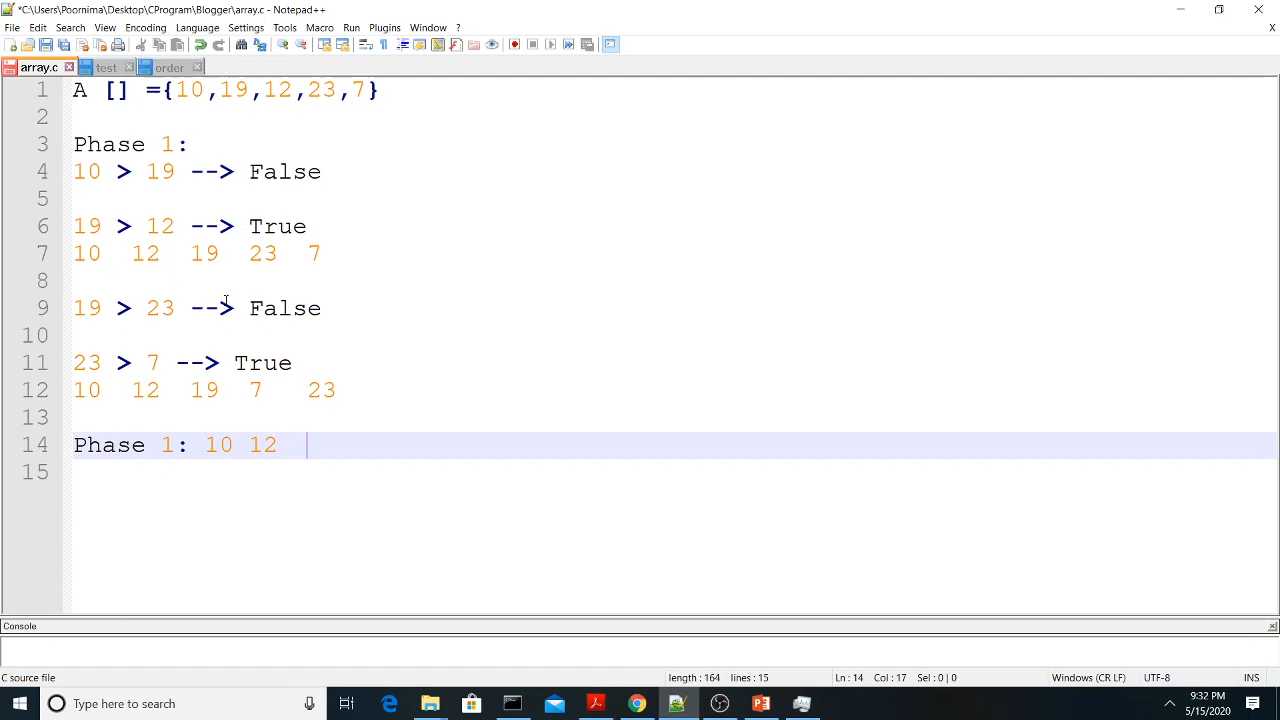 *C:\Users\Poornima\Desktop\CProgram\Blogger\array.c - Notepad++
File Edit Search View Encoding Language Settings Tools Macro Run Plugins Window ? X
array.c test order
1 A [] ={10,19,12,23,7}
2
3 Phase 1:
4 10 > 19 --> False
5
6 19 > 12 --> True
7 10 12 19 23 7
8
9 19 > 23 --> False
10
11 23 > 7 --> True
12 10 12 19 7 23
13
14 Phase 1: 10 12
15
Console
C source file length : 164 lines : 15 Ln : 14 Col : 17 Sel : 0 | 0 Windows (CR LF) UTF-8 INS
Type here to search 9:32 PM
5/15/2020